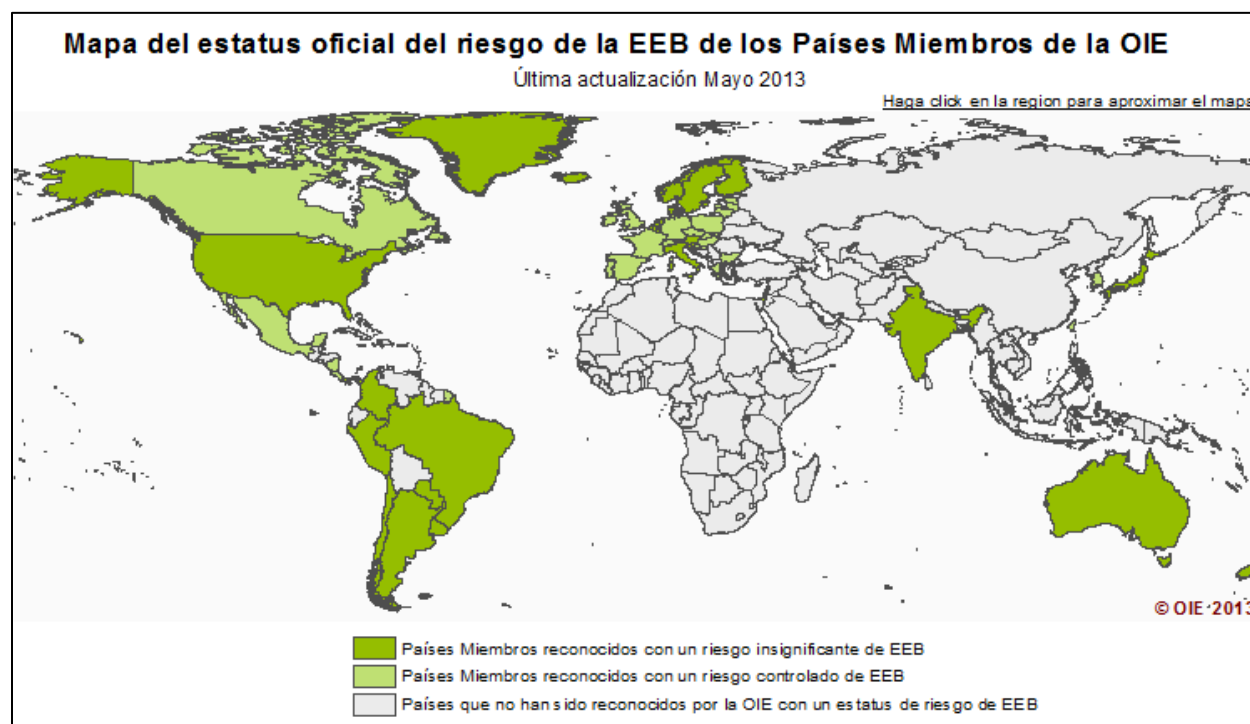 Mapa del estatus oficial del riesgo de la EEB de los Países Miembros de la OIE
Última actualización Mayo 2013
Haga click en la region para aproximar el mapa
© OIE 2013
Países Miembros reconocidos con un riesgo insignificante de EEB
Países Miembros reconocidos con un riesgo controlado de EEB
Países que no han sido reconocidos por la OIE con un estatus de riesgo de EEB